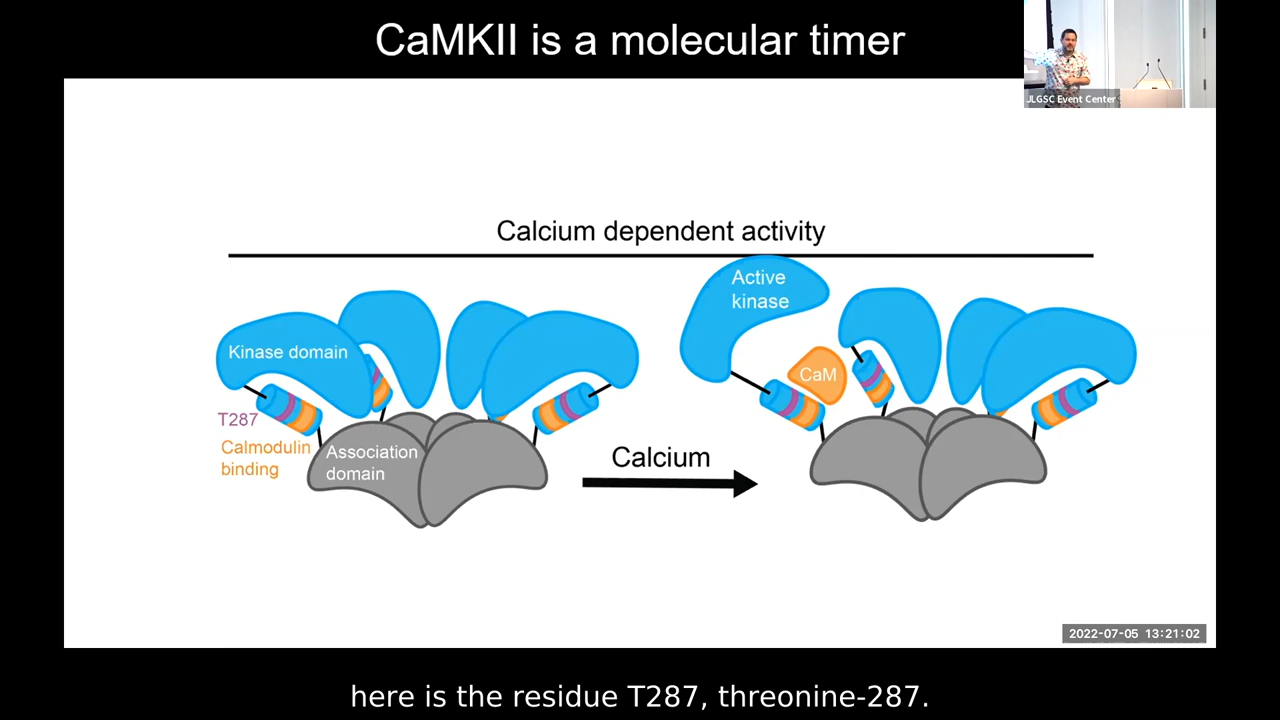 CaMKII is a molecular timer
JLGSC Event Center
Calcium dependent activity
Active
kinase
Kinase domain
CaM
T287
Calmodulin
binding
Association
domain
Calcium
2022-07-05 13:21:02
here is the residue T287, threonine-287.